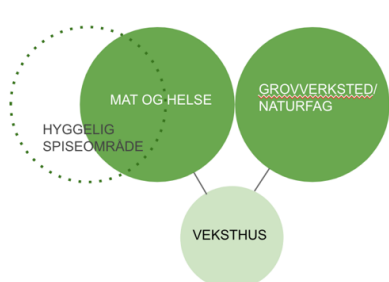 MAT OG HELSE
GROVVERKSTED/
NATURFAG
HYGGELIG
SPISEOMRÅDE
VEKSTHUS